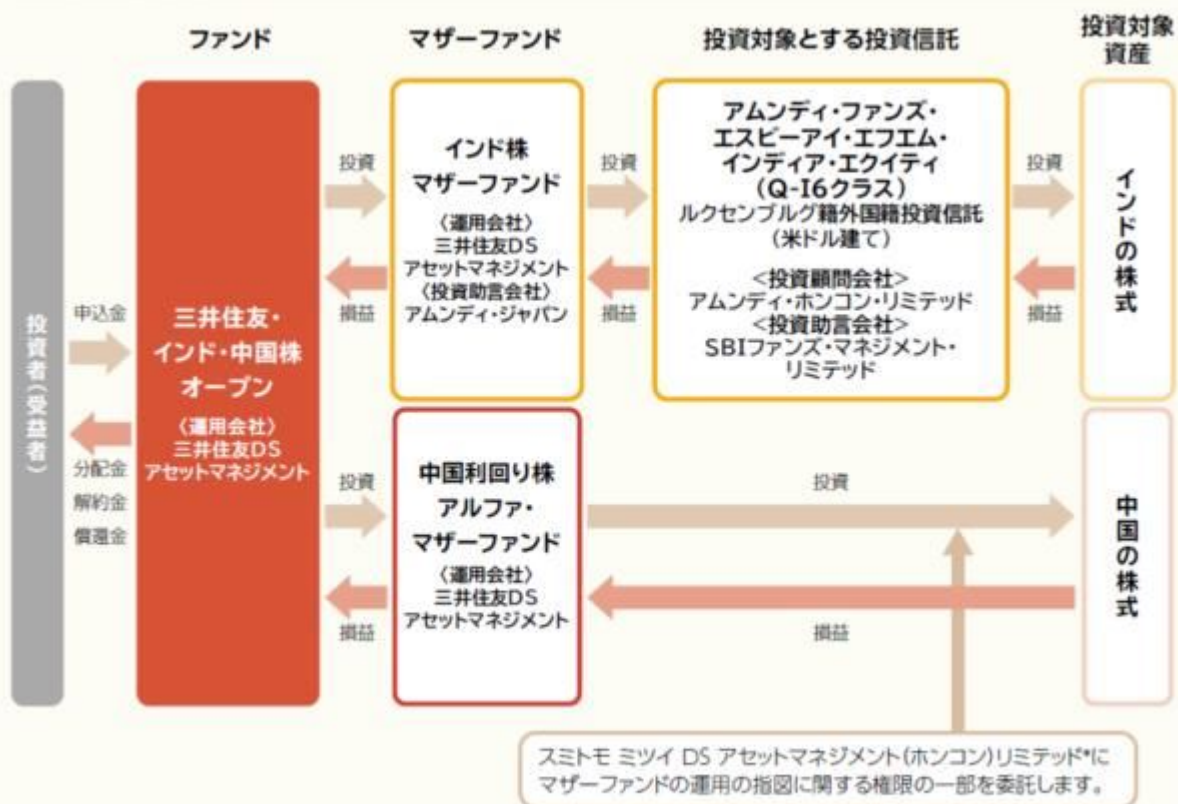 ファンド
マザーファンド
投資対象とする投資信託
投資対象
資産
投資者(受益者)
申込金
分配金
解約金
償還金
三井住友・
インド・中国株
オープン
〈運用会社〉
三井住友DS
アセットマネジメント
投資
損益
インド株
マザーファンド
〈運用会社〉
三井住友DS
アセットマネジメント
〈投資助言会社〉
アムンディ・ジャパン
投資
損益
アムンディ・ファンズ・
エスビーアイ・エフエム・
インディア・エクイティ
(Q-I6クラス)
ルクセンブルグ籍外国籍投資信託
(米ドル建て)
<投資顧問会社>
アムンディ・ホンコン・リミテッド
<投資助言会社>
SBIファンズ・マネジメント・
リミテッド
投資
損益
インドの株式
投資
損益
中国利回り株
アルファ・
マザーファンド
〈運用会社〉
三井住友DS
アセットマネジメント
投資
損益
中国の株式
スミトモ ミツイ DS アセットマネジメント(ホンコン)リミテッド*に
マザーファンドの運用の指図に関する権限の一部を委託します。